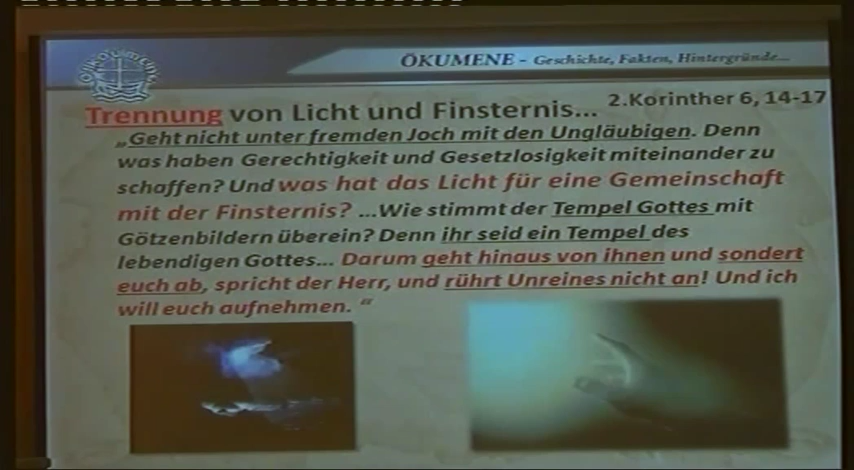 Ökoumene
ÖKUMENE - Geschichte, Fakten, Hintergründe...
Trennung von Licht und Finsternis... 2.Korinther 6, 14-17
„Geht nicht unter fremden Joch mit den Ungläubigen. Denn
was haben Gerechtigkeit und Gesetzlosigkeit miteinander zu
schaffen? Und was hat das Licht für eine Gemeinschaft
mit der Finsternis? ...Wie stimmt der Tempel Gottes mit
Götzenbildern überein? Denn ihr seid ein Tempel des
lebendigen Gottes... Darum geht hinaus von ihnen und sondert
euch ab, spricht der Herr, und rührt Unreines nicht an! Und ich
will euch aufnehmen. “